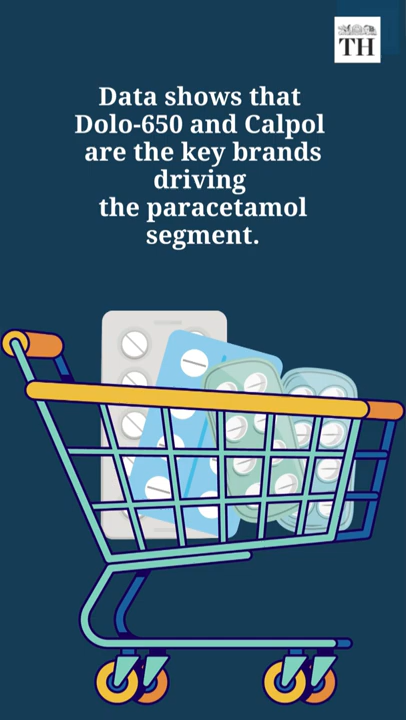 TH
Data shows that
Dolo-650 and Calpol
are the key brands
driving
the paracetamol
segment.